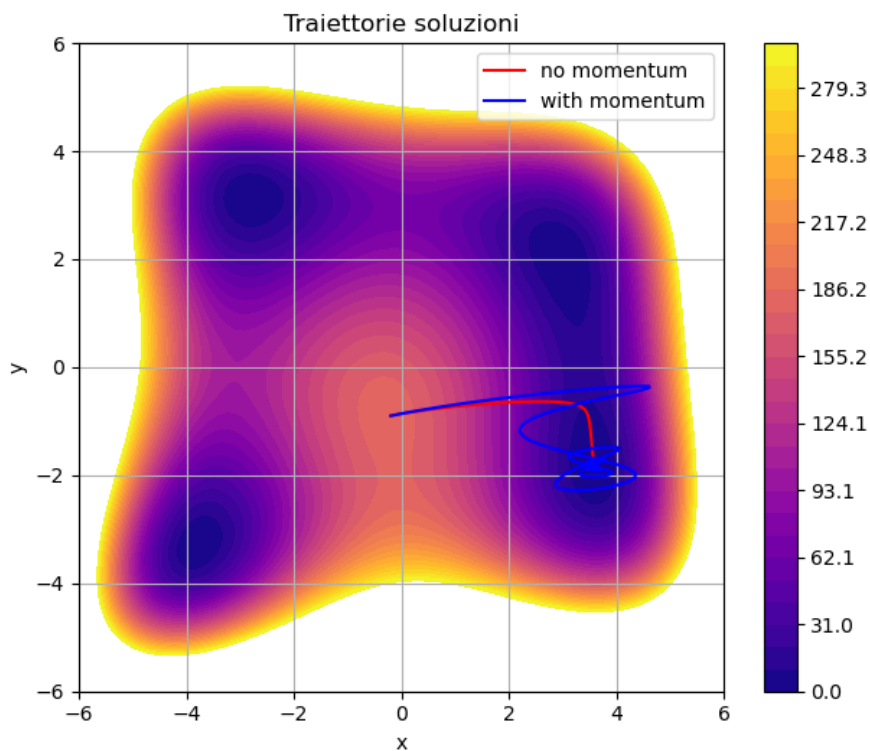 Traiettorie soluzioni
no momentum
with momentum
6
4
2
0
−2
−4
−6
y
−6 −4 −2 0 2 4 6
x
279.3
248.3
217.2
186.2
155.2
124.1
93.1
62.1
31.0
0.0